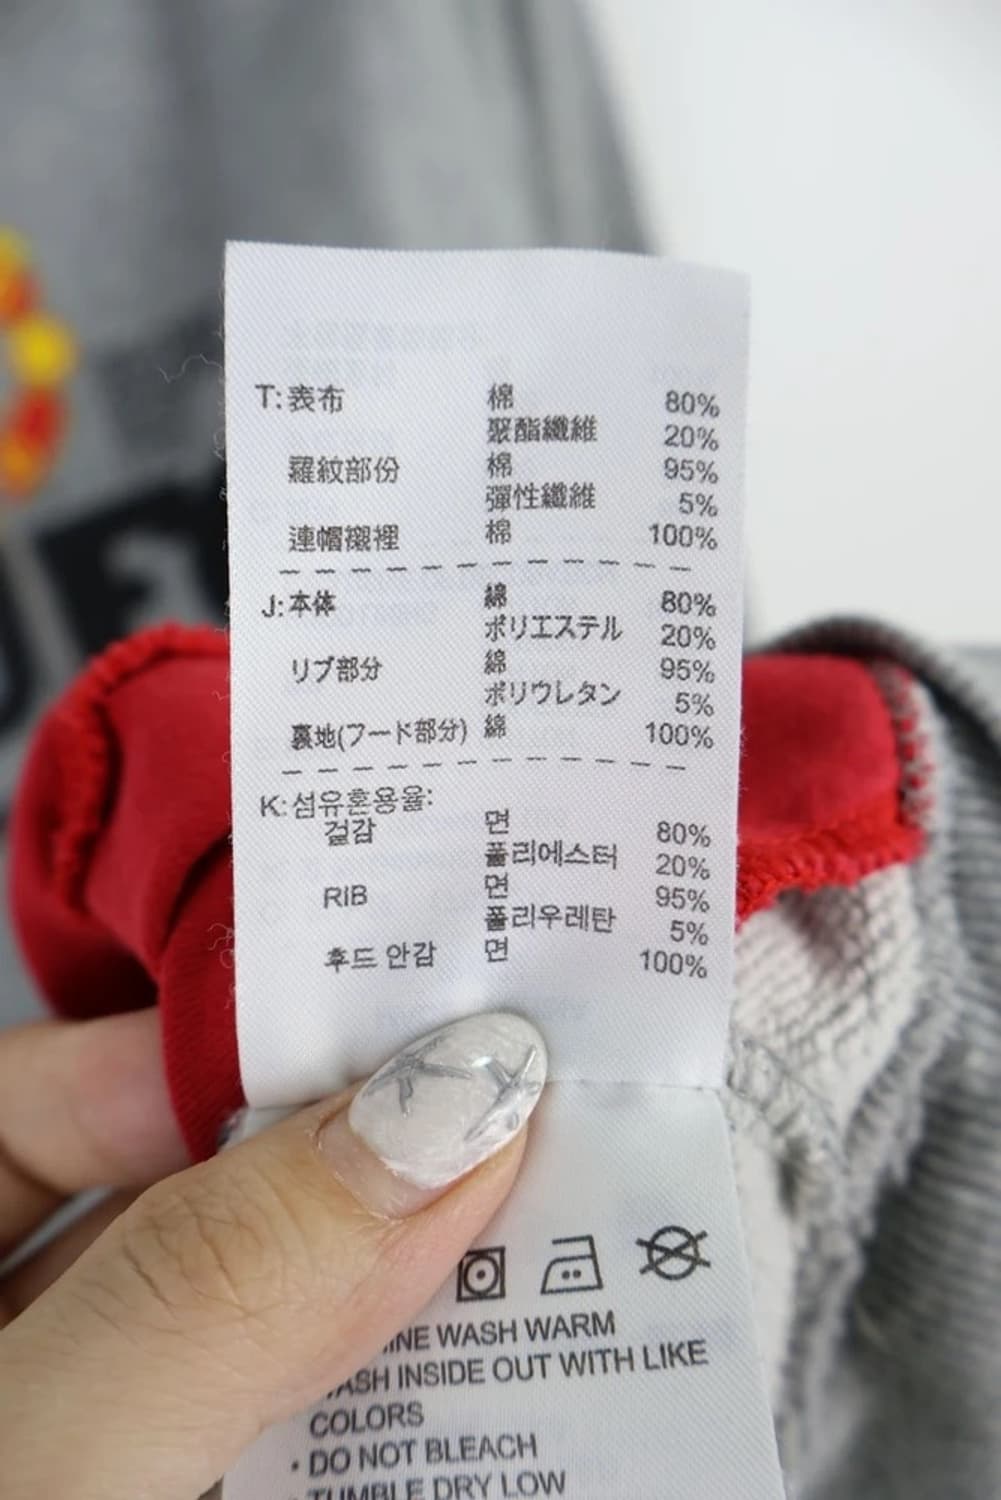 T: 表布 棉 80%
聚酯纖維 20%
羅紋部份 棉 95%
彈性纖維 5%
連帽襯裡 棉 100%
J: 本体 綿 80%
ポリエステル 20%
リブ部分 綿 95%
ポリウレタン 5%
裏地(フード部分) 綿 100%
K: 섬유혼용율:
겉감 면 80%
폴리에스터 20%
RIB 면 95%
폴리우레탄 5%
후드 안감 면 100%
WASH WARM
INSIDE OUT WITH LIKE
COLORS
• DO NOT BLEACH
TUMBLE DRY LOW